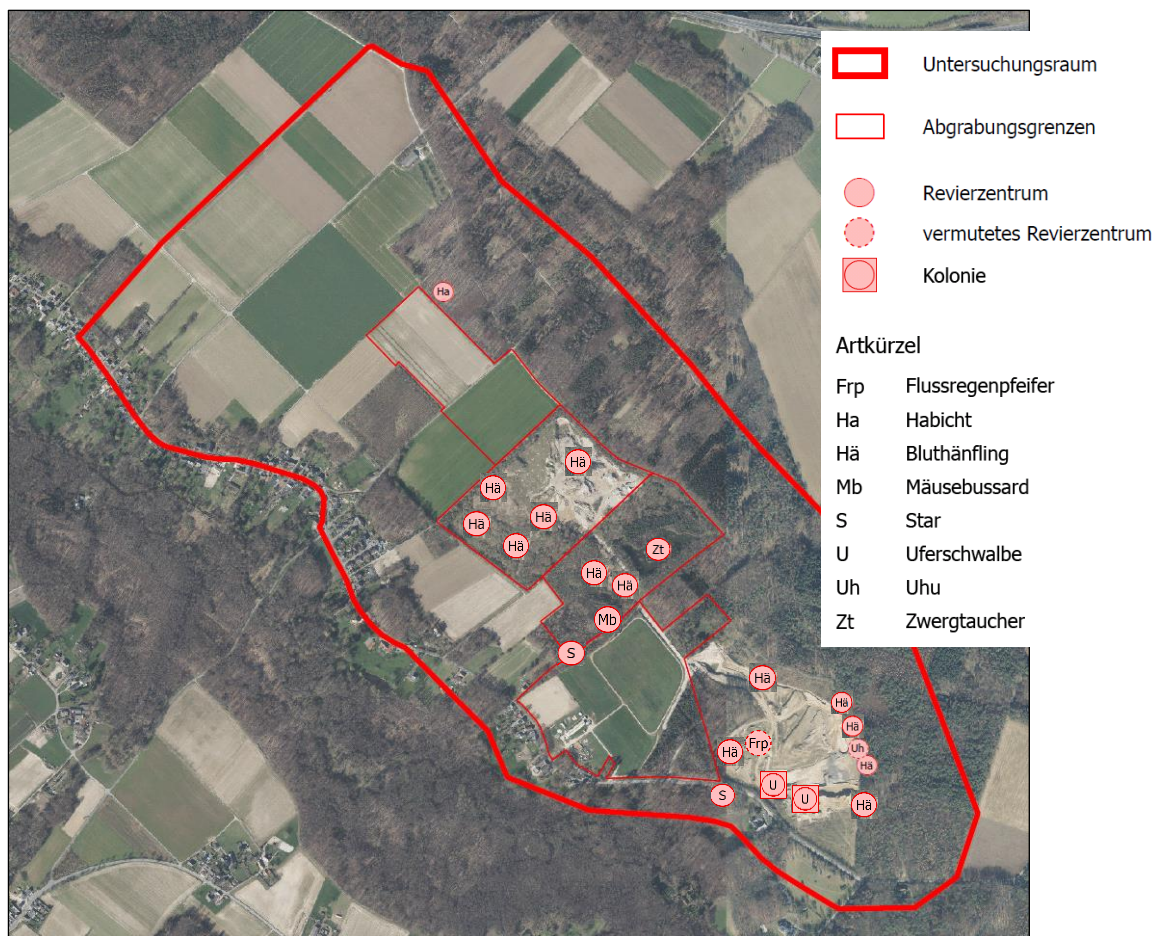 Untersuchungsraum
Abgrabungsgrenzen
Revierzentrum
vermutetes Revierzentrum
Kolonie
Artkürzel
Frp Flussregenpfeifer
Ha Habicht
Hä Bluthänfling
Mb Mäusebussard
S Star
U Uferschwalbe
Uh Uhu
Zt Zwergtaucher
Ha
Hä
Hä
Hä
Hä
Hä
Zt
Hä
Hä
Mb
S
Hä
Hä
Hä
Frp
Hä
Uh
Hä
U
S
U
Hä